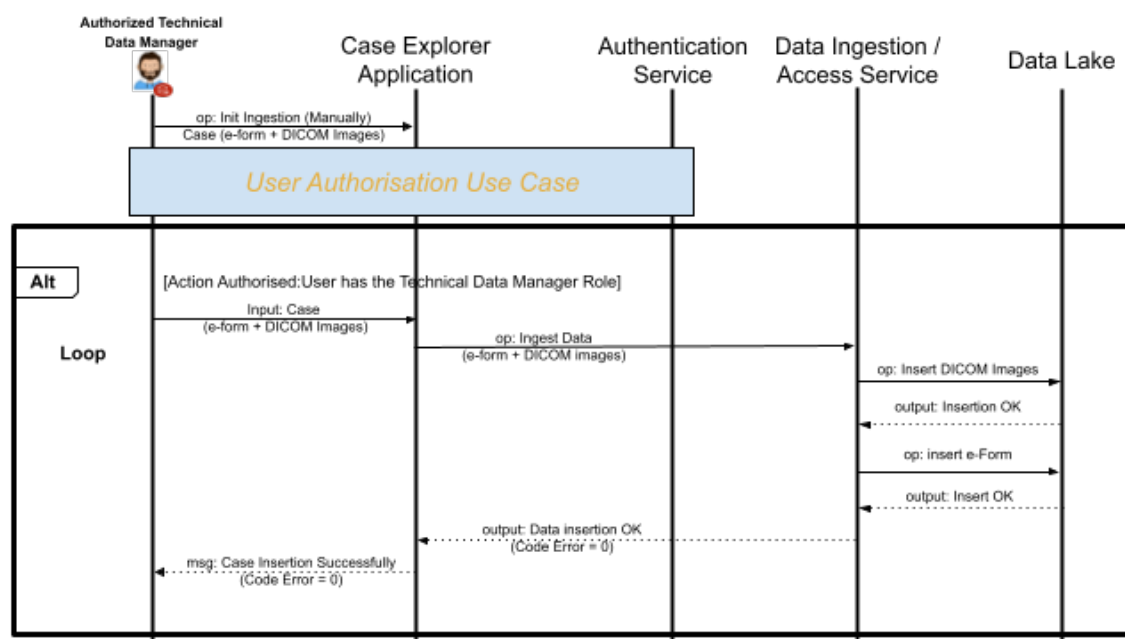 Authorized Technical
Data Manager
Case Explorer
Application
Authentication
Service
Data Ingestion /
Access Service
Data Lake
op: Init Ingestion (Manually)
Case (e-form + DICOM Images)
User Authorisation Use Case
Alt
[Action Authorised:User has the Technical Data Manager Role]
Input: Case
(e-form + DICOM Images)
Loop
op: Ingest Data
(e-form + DICOM images)
op: Insert DICOM Images
output: Insertion OK
op: insert e-Form
output: Insert OK
output: Data insertion OK
(Code Error = 0)
msg: Case Insertion Successfully
(Code Error = 0)